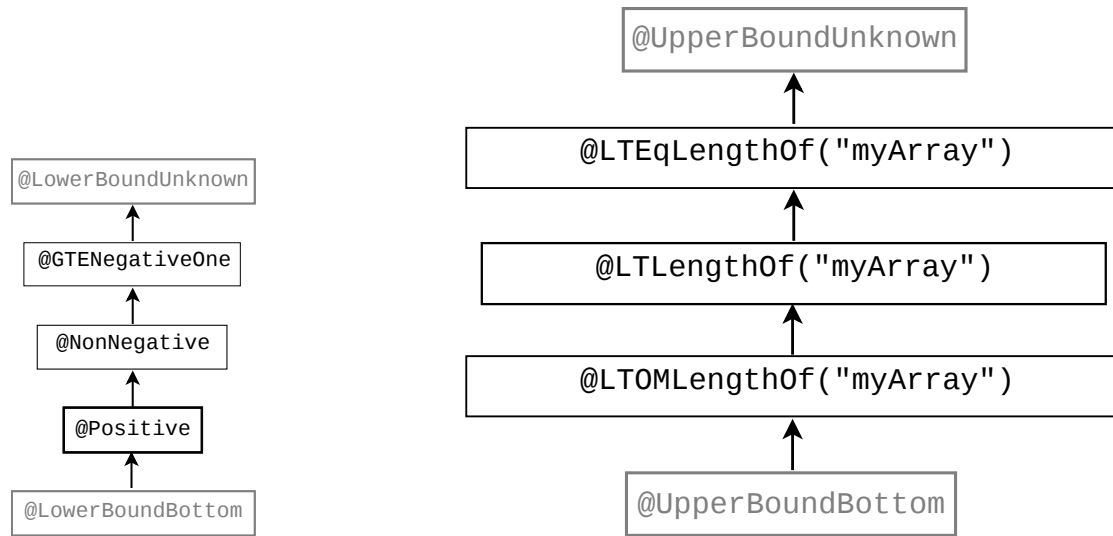 @LowerBoundUnknown
@GTENegativeOne
@NonNegative
@Positive
@LowerBoundBottom
@UpperBoundUnknown
@LTEqLengthOf("myArray")
@LTLengthOf("myArray")
@LTOMLengthOf("myArray")
@UpperBoundBottom